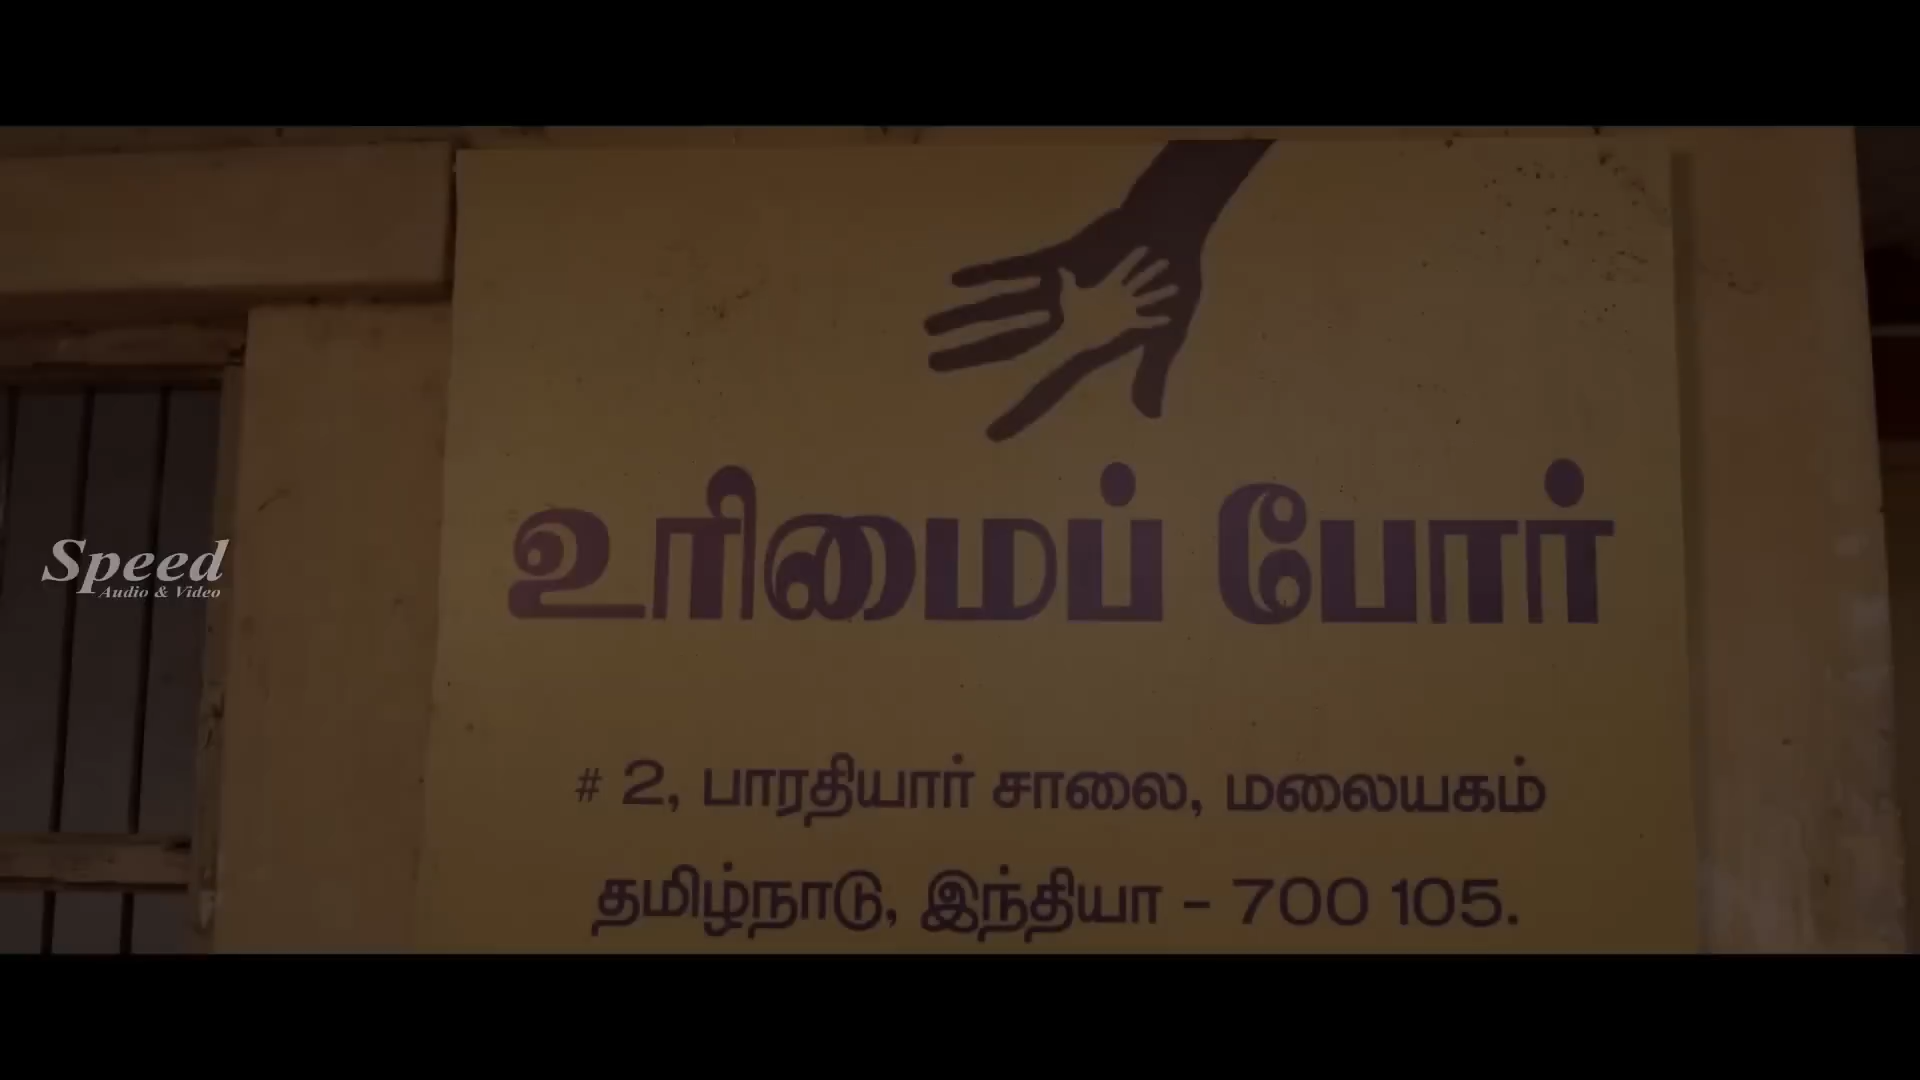 உரிமைப் போர்
Speed
Audio & Video
# 2, பாரதியார் சாலை, மலையகம்
தமிழ்நாடு, இந்தியா - 700 105.